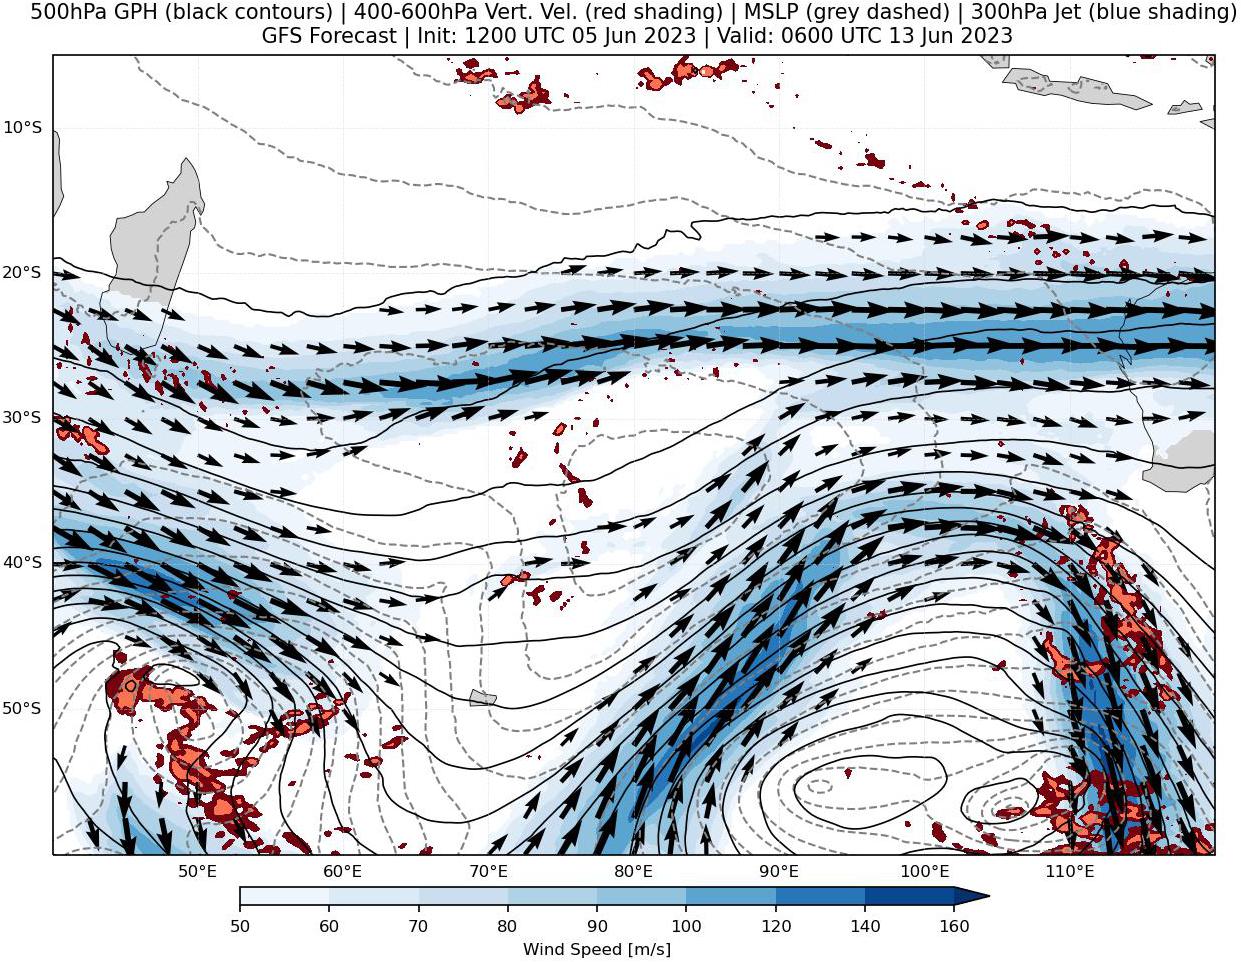 500hPa GPH (black contours) | 400-600hPa Vert. Vel. (red shading) | MSLP (grey dashed) | 300hPa Jet (blue shading)
GFS Forecast | Init: 1200 UTC 05 Jun 2023 | Valid: 0600 UTC 13 Jun 2023
10°S
20°S
30°S
40°S
50°S
50°E 60°E 70°E 80°E 90°E 100°E 110°E
50 60 70 80 90 100 120 140 160
Wind Speed [m/s]